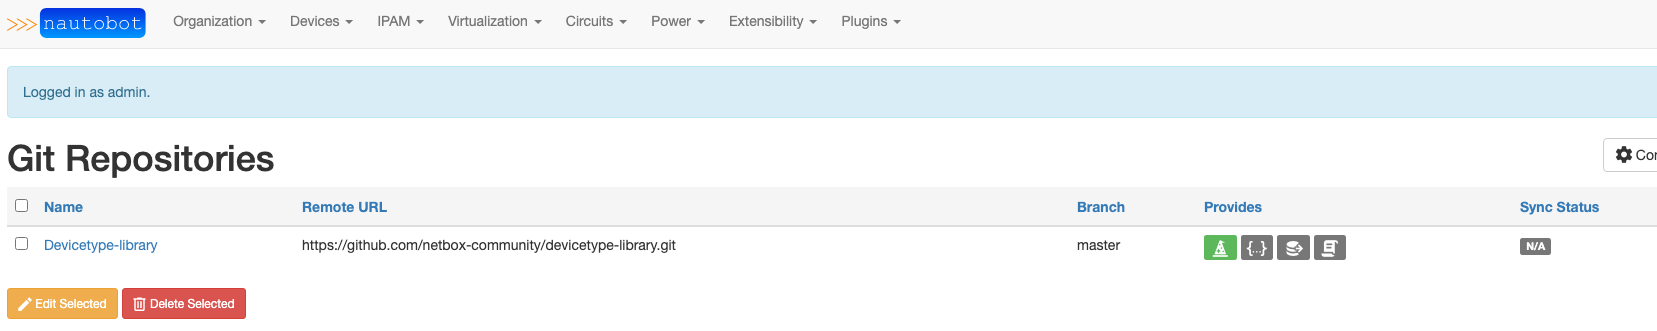 >>> nautobot Organization Devices IPAM Virtualization Circuits Power Extensibility Plugins
Logged in as admin.
Git Repositories
Name Remote URL Branch Provides Sync Status
Devicetype-library https://github.com/netbox-community/devicetype-library.git master {...} N/A
Edit Selected Delete Selected